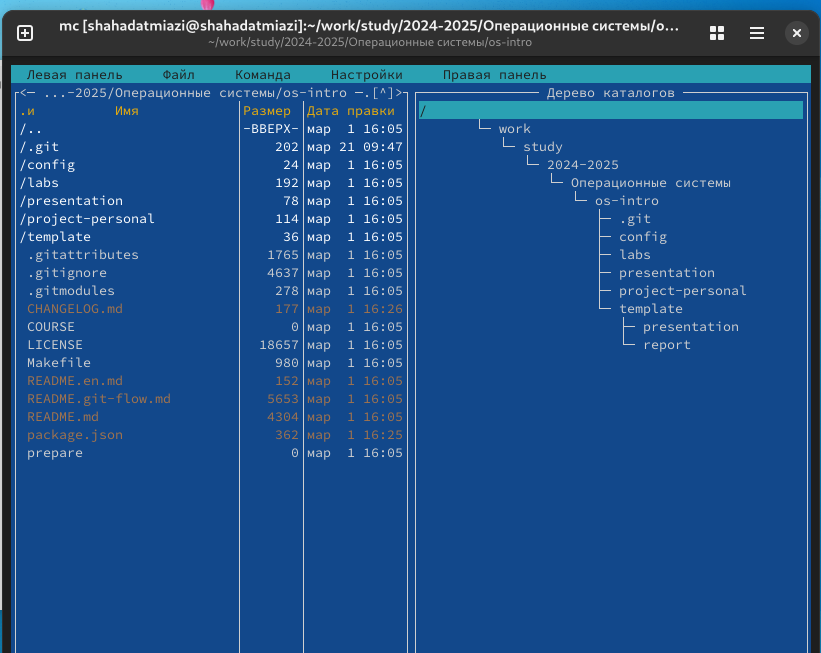 mc [shahadatmiazi@shahadatmiazi]:~/work/study/2024-2025/Операционные системы/о...
~/work/study/2024-2025/Операционные системы/os-intro
Левая панель Файл Команда Настройки Правая панель
<─ ...-2025/Операционные системы/os-intro ─.[^]>
.и Имя Размер Дата правки
/.. -ВВЕРХ- мар 1 16:05
/.git 202 мар 21 09:47
/config 24 мар 1 16:05
/labs 192 мар 1 16:05
/presentation 78 мар 1 16:05
/project-personal 114 мар 1 16:05
/template 36 мар 1 16:05
.gitattributes 1765 мар 1 16:05
.gitignore 4637 мар 1 16:05
.gitmodules 278 мар 1 16:05
CHANGELOG.md 177 мар 1 16:26
COURSE 0 мар 1 16:05
LICENSE 18657 мар 1 16:05
Makefile 980 мар 1 16:05
README.en.md 152 мар 1 16:05
README.git-flow.md 5653 мар 1 16:05
README.md 4304 мар 1 16:05
package.json 362 мар 1 16:25
prepare 0 мар 1 16:05
Дерево каталогов
/
work
study
2024-2025
Операционные системы
os-intro
.git
config
labs
presentation
project-personal
template
presentation
report